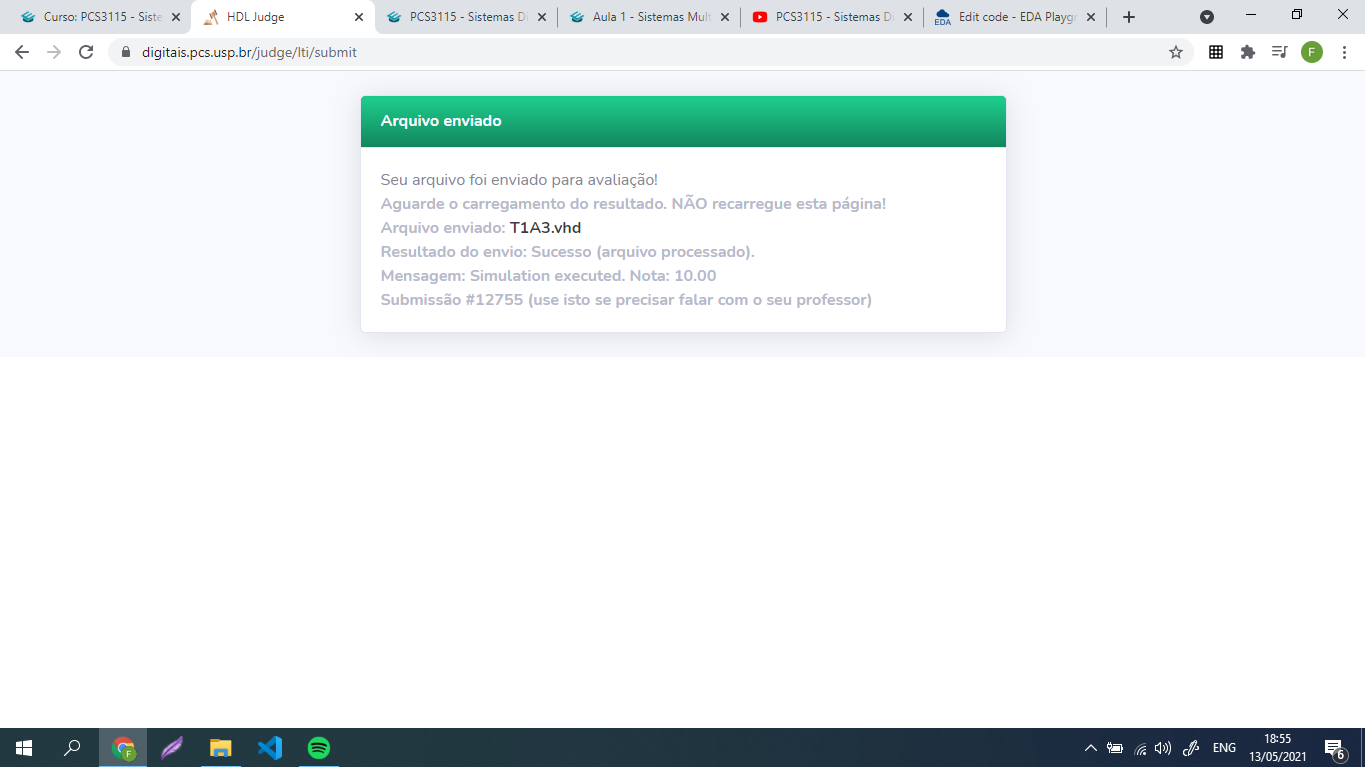 Curso: PCS3115 - Siste
HDL Judge
PCS3115 - Sistemas Di
Aula 1 - Sistemas Mult
PCS3115 - Sistemas Di
EDA
Edit code - EDA Playgr
digitais.pcs.usp.br/judge/lti/submit
F
Arquivo enviado
Seu arquivo foi enviado para avaliação!
Aguarde o carregamento do resultado. NÃO recarregue esta página!
Arquivo enviado: T1A3.vhd
Resultado do envio: Sucesso (arquivo processado).
Mensagem: Simulation executed. Nota: 10.00
Submissão #12755 (use isto se precisar falar com o seu professor)
F
ENG
18:55
13/05/2021
6